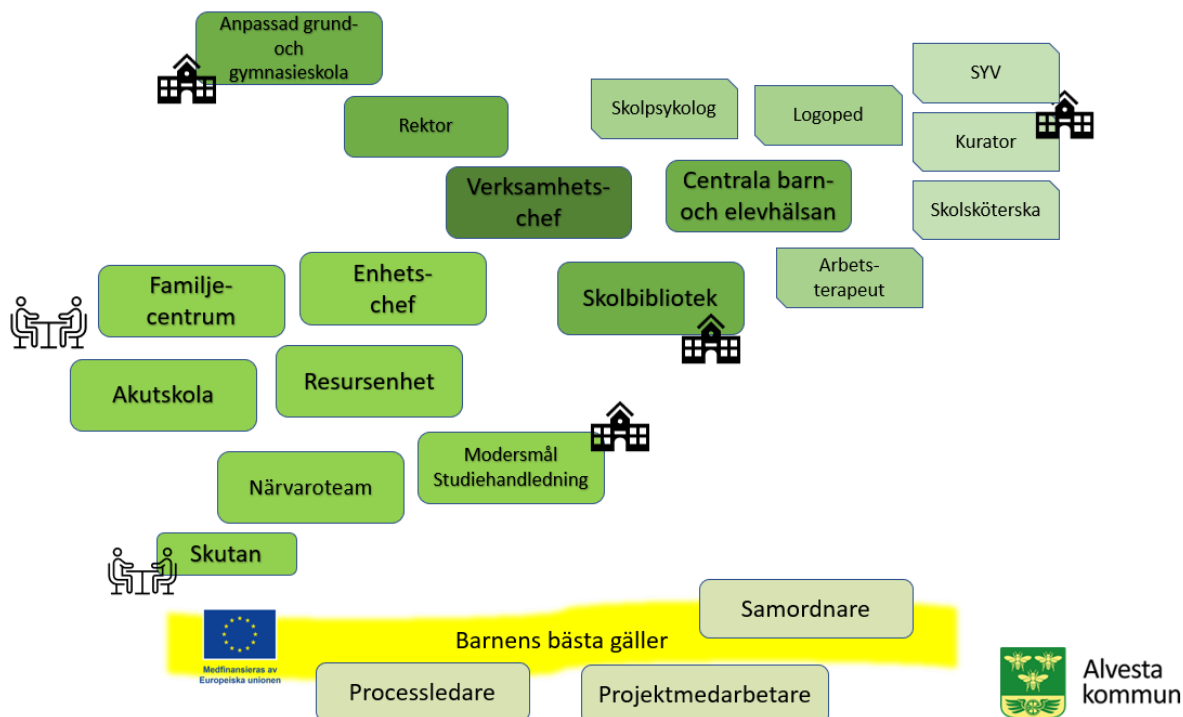 Anpassad grund-
och
gymnasieskola
Rektor
Verksamhets-
chef
Skolpsykolog
Logoped
SYV
Kurator
Skolsköterska
Centrala barn-
och elevhälsan
Arbets-
terapeut
Skolbibliotek
Familje-
centrum
Enhets-
chef
Akutskola
Resursenhet
Modersmål
Studiehandledning
Närvaroteam
Skutan
Samordnare
Barnens bästa gäller
Medfinansieras av
Europeiska unionen
Processledare
Projektmedarbetare
Alvesta
kommun